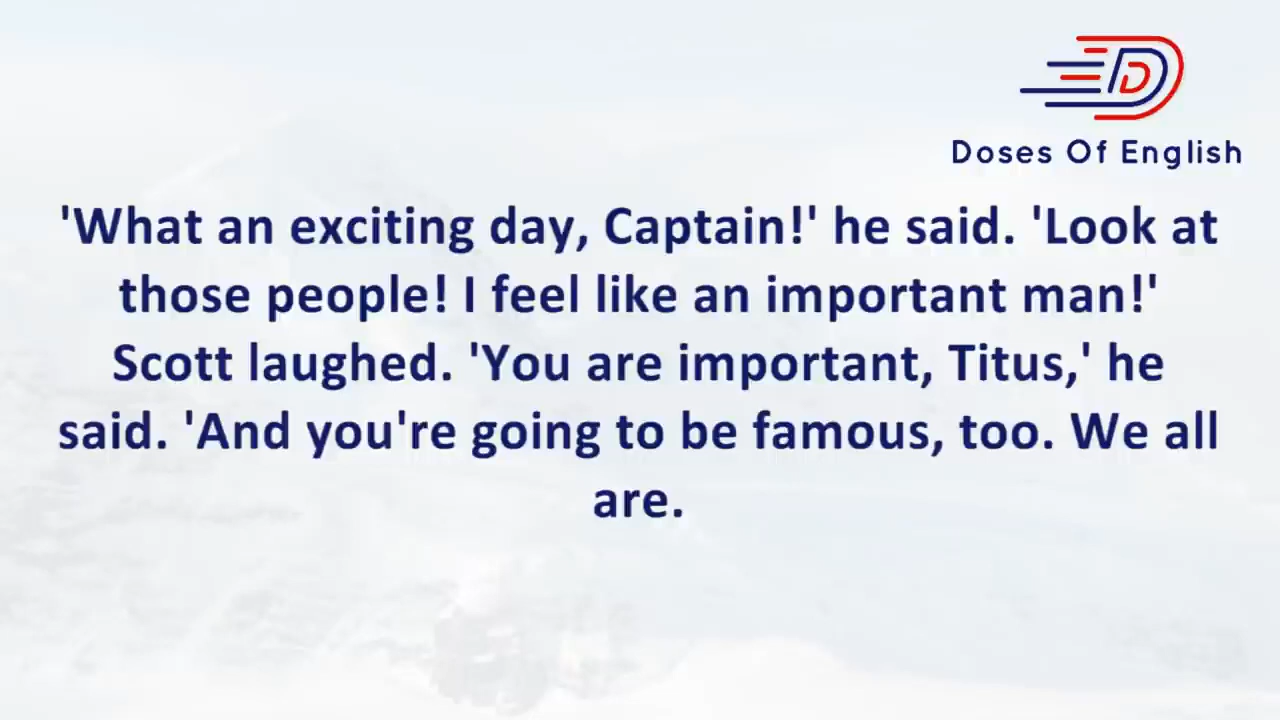 Doses Of English
'What an exciting day, Captain!' he said. 'Look at
those people! I feel like an important man!'
Scott laughed. 'You are important, Titus,' he
said. 'And you're going to be famous, too. We all
are.